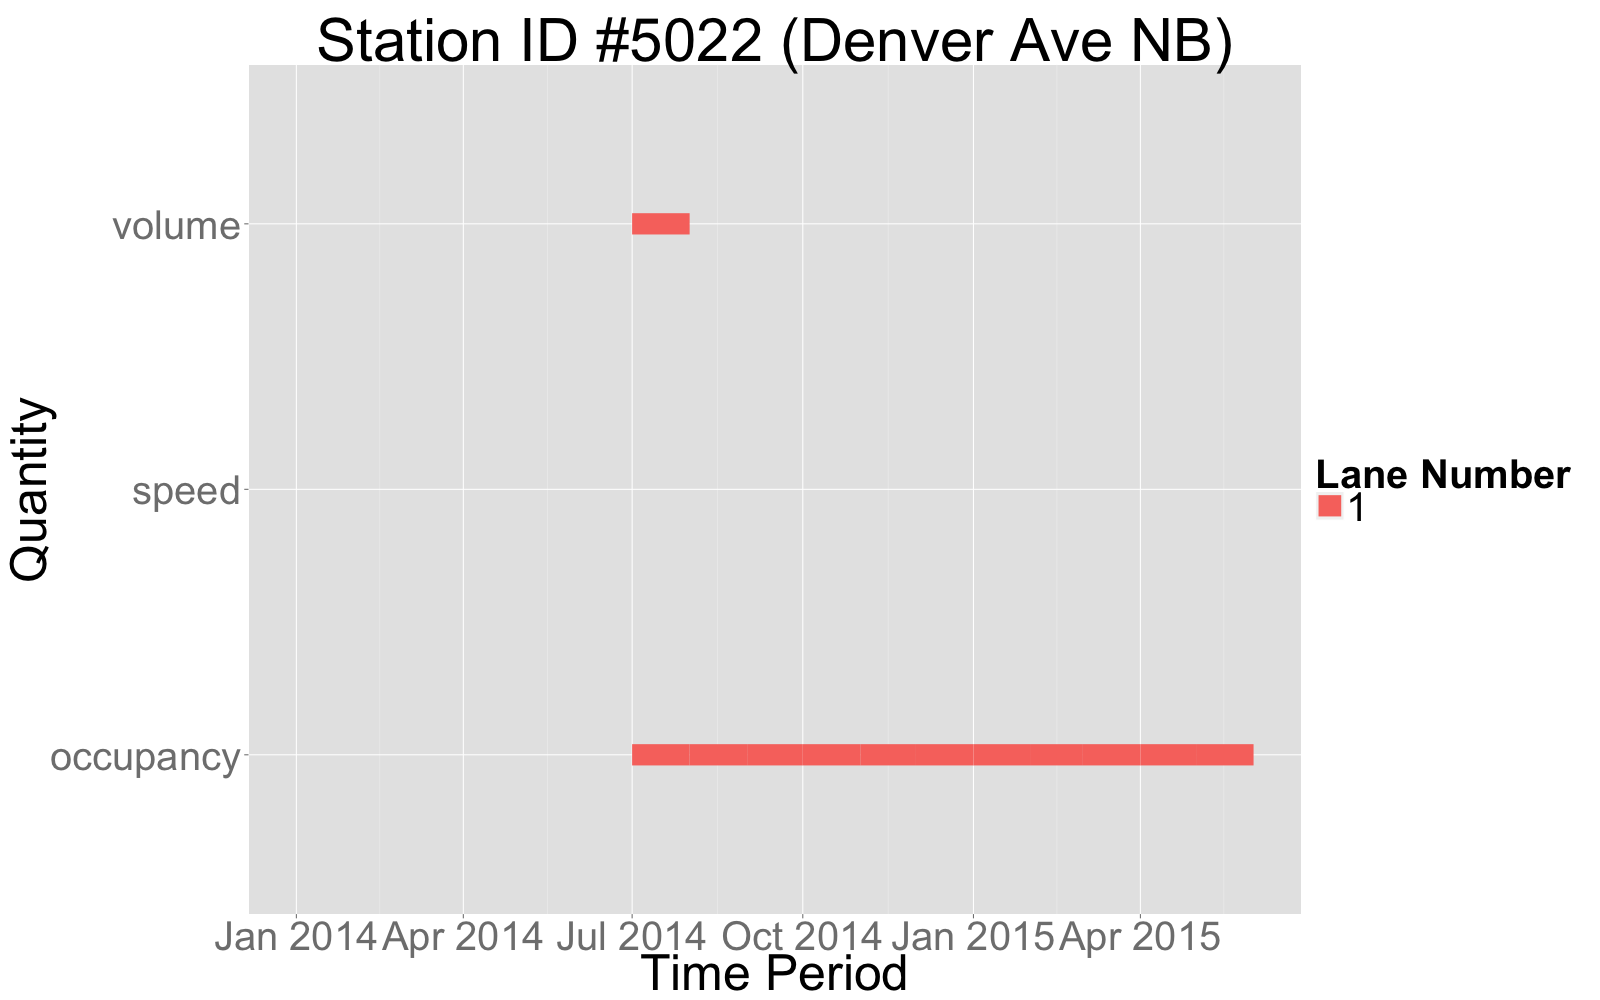 Station ID #5022 (Denver Ave NB)
volume
speed
occupancy
Quantity
Jan 2014 Apr 2014 Jul 2014 Oct 2014 Jan 2015 Apr 2015
Time Period
Lane Number
1